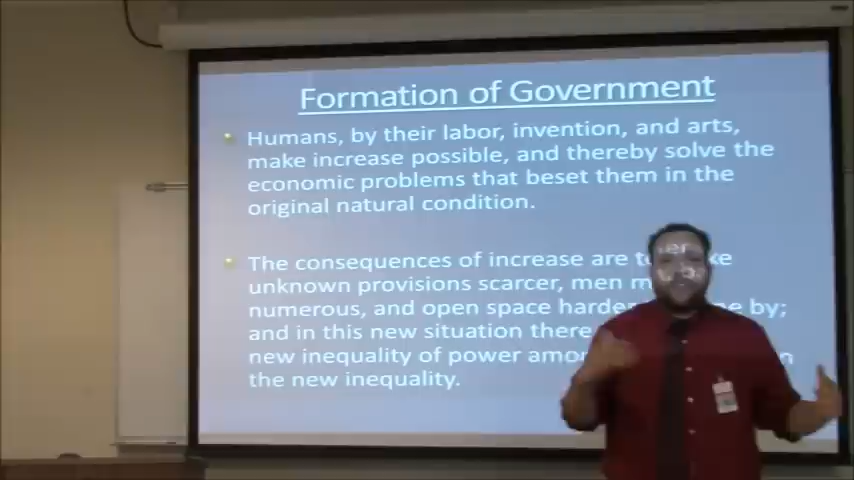 Formation of Government
Humans, by their labor, invention, and arts,
make increase possible, and thereby solve the
economic problems that beset them in the
original natural condition.
The consequences of increase are to
unknown provisions scarcer, men
numerous, and open space harder by;
and in this new situation there
new inequality of power
the new inequality.